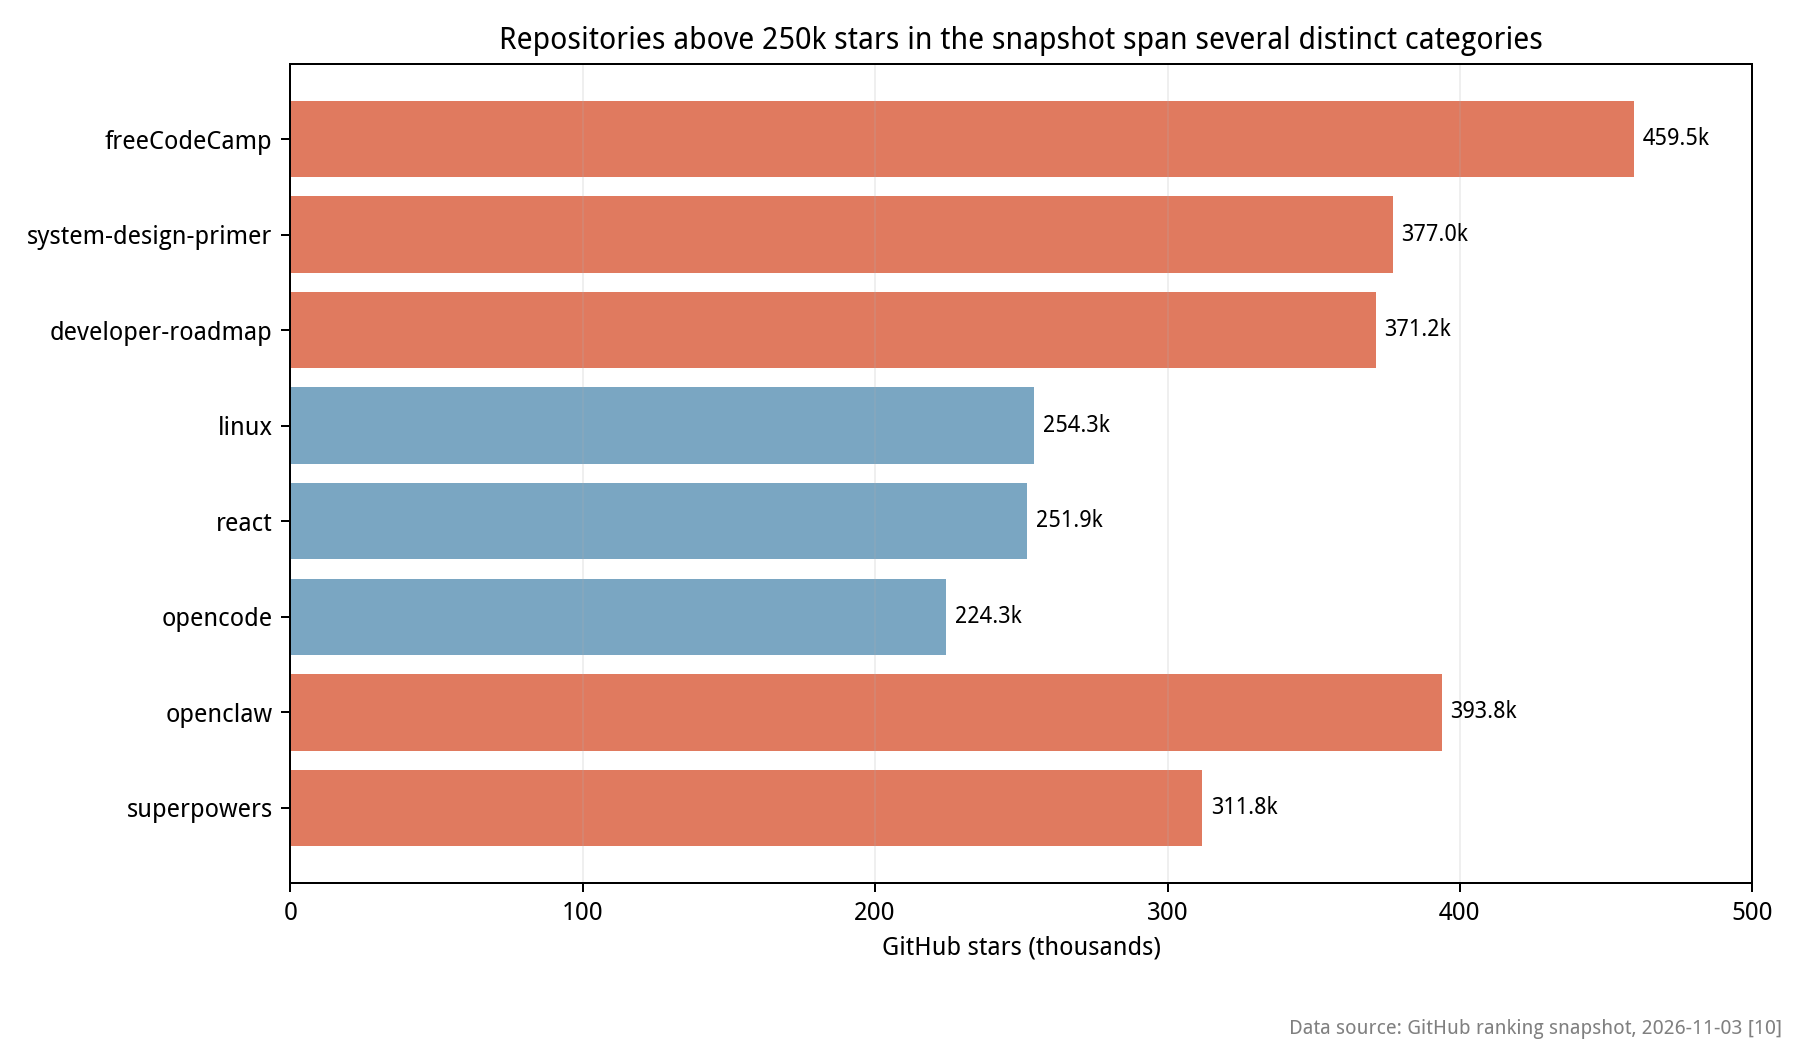 Repositories above 250k stars in the snapshot span several distinct categories
freeCodeCamp 459.5k
system-design-primer 377.0k
developer-roadmap 371.2k
linux 254.3k
react 251.9k
opencode 224.3k
openclaw 393.8k
superpowers 311.8k
0 100 200 300 400 500
GitHub stars (thousands)
Data source: GitHub ranking snapshot, 2026-11-03 [10]